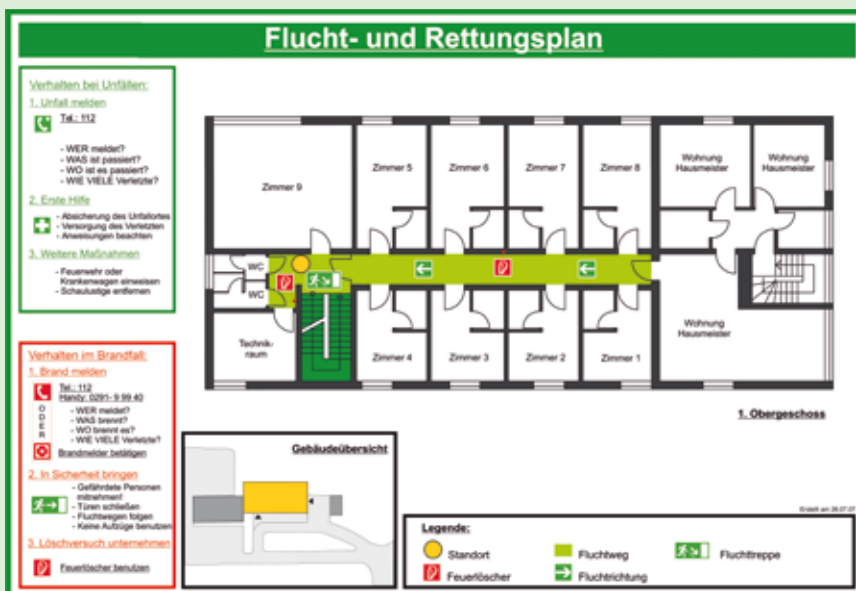 Flucht- und Rettungsplan
Verhalten bei Unfällen:
1. Unfall melden
Tel.: 112
- WER meldet?
- WAS ist passiert?
- WO ist es passiert?
- WIE VIELE Verletzte?
2. Erste Hilfe
- Absicherung des Unfallortes
- Versorgung des Verletzten
- Anweisungen beachten
3. Weitere Maßnahmen
- Feuerwehr oder
Krankenwagen einweisen
- Schaulustige entfernen
Verhalten im Brandfall:
1. Brand melden
Tel.: 112
Handy: 0291- 9 99 40
ODER
- WER meldet?
- WAS brennt?
- WO brennt es?
- WIE VIELE Verletzte?
Brandmelder betätigen
2. In Sicherheit bringen
- Gefährdete Personen
mitnehmen!
- Türen schließen
- Fluchtwegen folgen
- Keine Aufzüge benutzen
3. Löschversuch unternehmen
Feuerlöscher benutzen
Zimmer 9
Zimmer 5
Zimmer 6
Zimmer 7
Zimmer 8
Wohnung
Hausmeister
Wohnung
Hausmeister
WC
WC
Technik-
raum
Zimmer 4
Zimmer 3
Zimmer 2
Zimmer 1
Wohnung
Hausmeister
1. Obergeschoss
Gebäudeübersicht
Erstellt am 26.07.07
Legende:
Standort
Fluchtweg
Fluchttreppe
Feuerlöscher
Fluchtrichtung